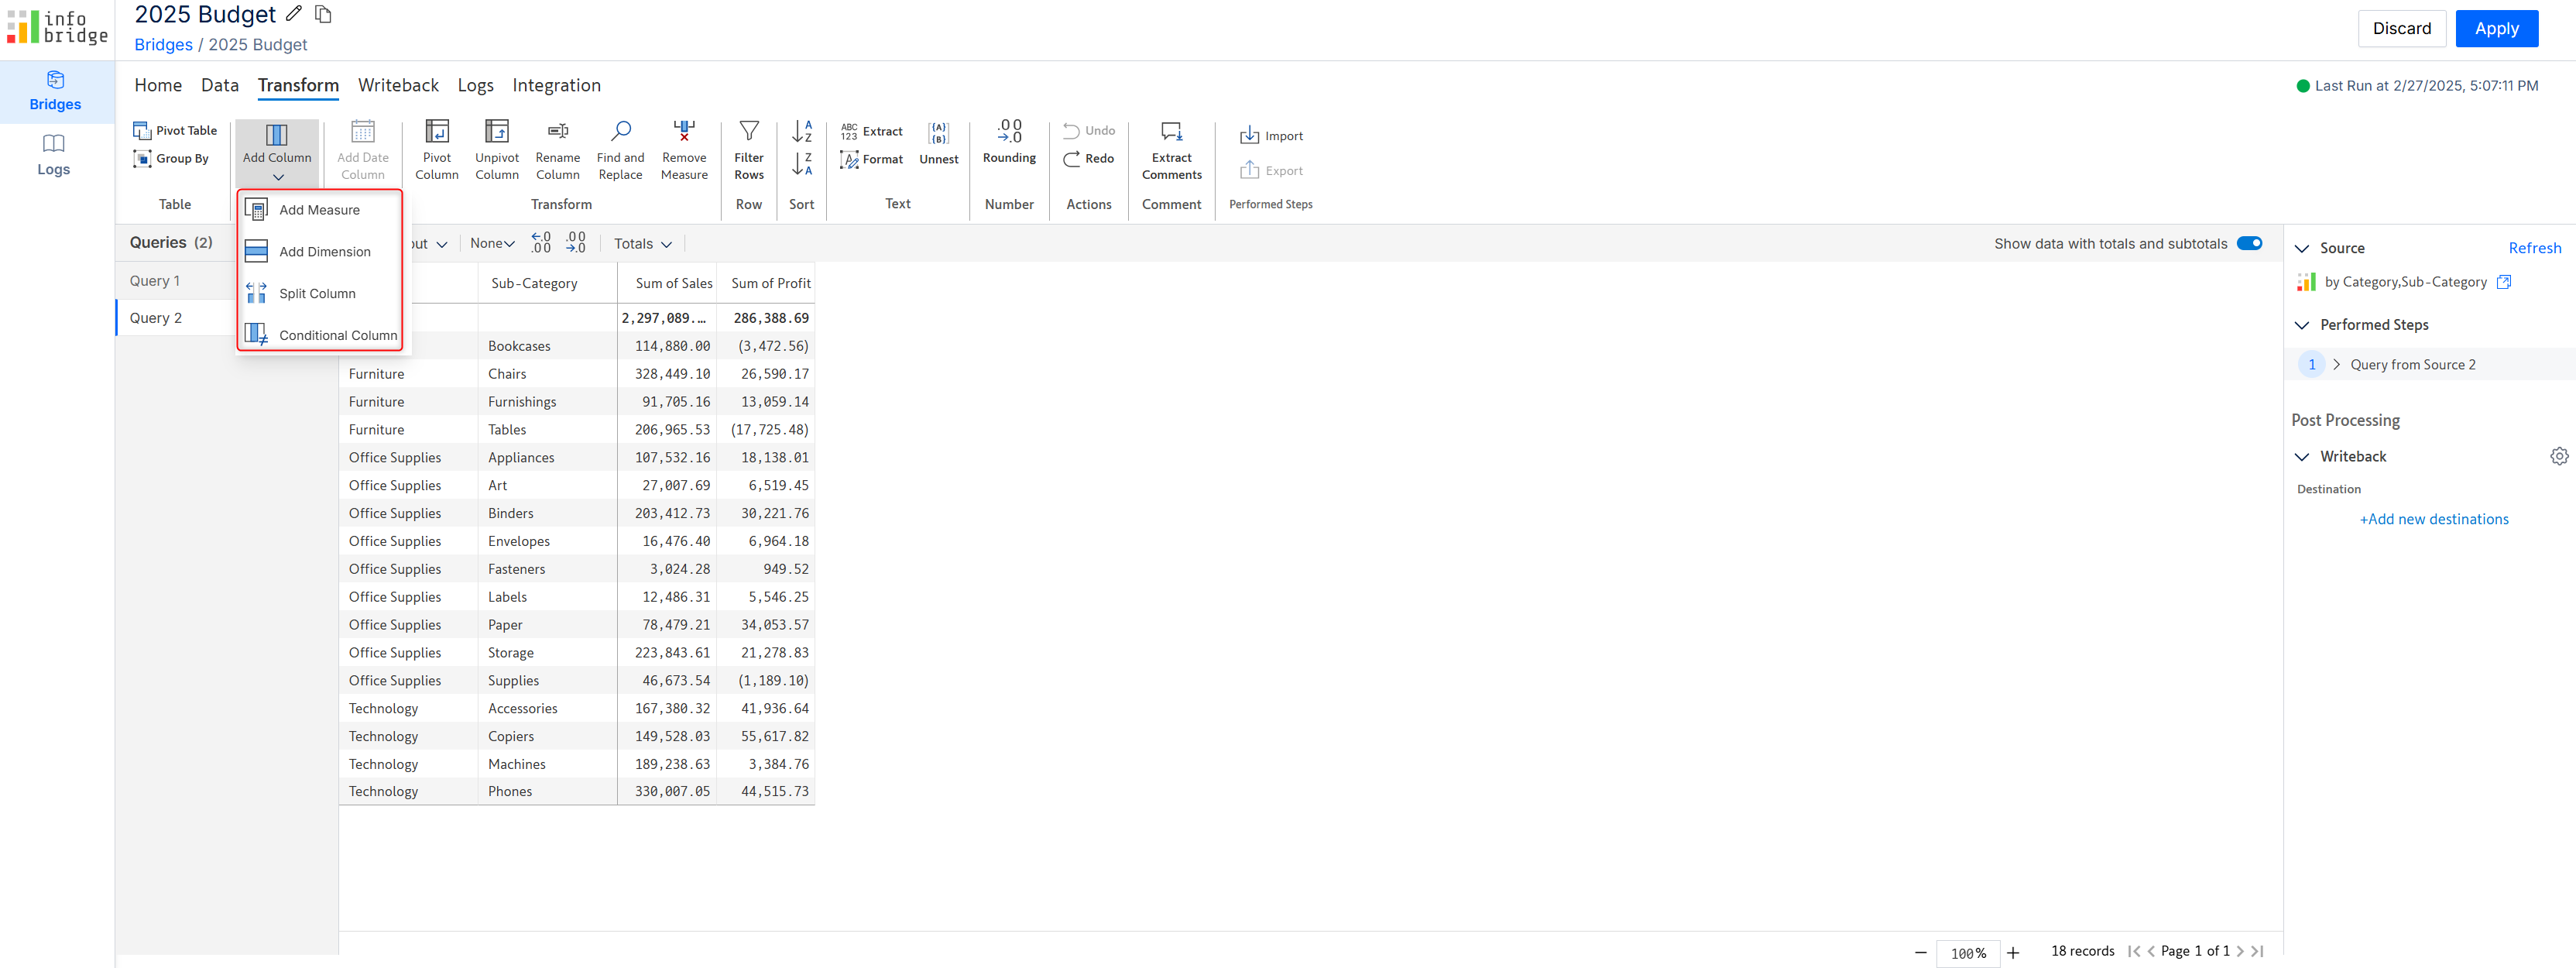 info bridge
2025 Budget
Bridges / 2025 Budget
Discard
Apply
Bridges
Logs
Home Data Transform Writeback Logs Integration
Last Run at 2/27/2025, 5:07:11 PM
Pivot Table
Group By
Table
Add Column
Add Date Column
Pivot Column
Unpivot Column
Rename Column
Find and Replace
Remove Measure
Transform
Filter Rows
Row
A Z
Z A
Sort
ABC 123 Extract
Format
{A} {B} Unnest
Text
.00 .0
Rounding
Number
Undo
Redo
Actions
Extract Comments
Comment
Import
Export
Performed Steps
Add Measure
Add Dimension
Split Column
Conditional Column
Queries (2)
Query 1
Query 2
out None .0 .00 .00 .0 Totals
Show data with totals and subtotals
Sub-Category Sum of Sales Sum of Profit
2,297,089.... 286,388.69
Bookcases 114,880.00 (3,472.56)
Furniture Chairs 328,449.10 26,590.17
Furniture Furnishings 91,705.16 13,059.14
Furniture Tables 206,965.53 (17,725.48)
Office Supplies Appliances 107,532.16 18,138.01
Office Supplies Art 27,007.69 6,519.45
Office Supplies Binders 203,412.73 30,221.76
Office Supplies Envelopes 16,476.40 6,964.18
Office Supplies Fasteners 3,024.28 949.52
Office Supplies Labels 12,486.31 5,546.25
Office Supplies Paper 78,479.21 34,053.57
Office Supplies Storage 223,843.61 21,278.83
Office Supplies Supplies 46,673.54 (1,189.10)
Technology Accessories 167,380.32 41,936.64
Technology Copiers 149,528.03 55,617.82
Technology Machines 189,238.63 3,384.76
Technology Phones 330,007.05 44,515.73
Source Refresh
by Category,Sub-Category
Performed Steps
1 > Query from Source 2
Post Processing
Writeback
Destination
+Add new destinations
100% 18 records Page 1 of 1